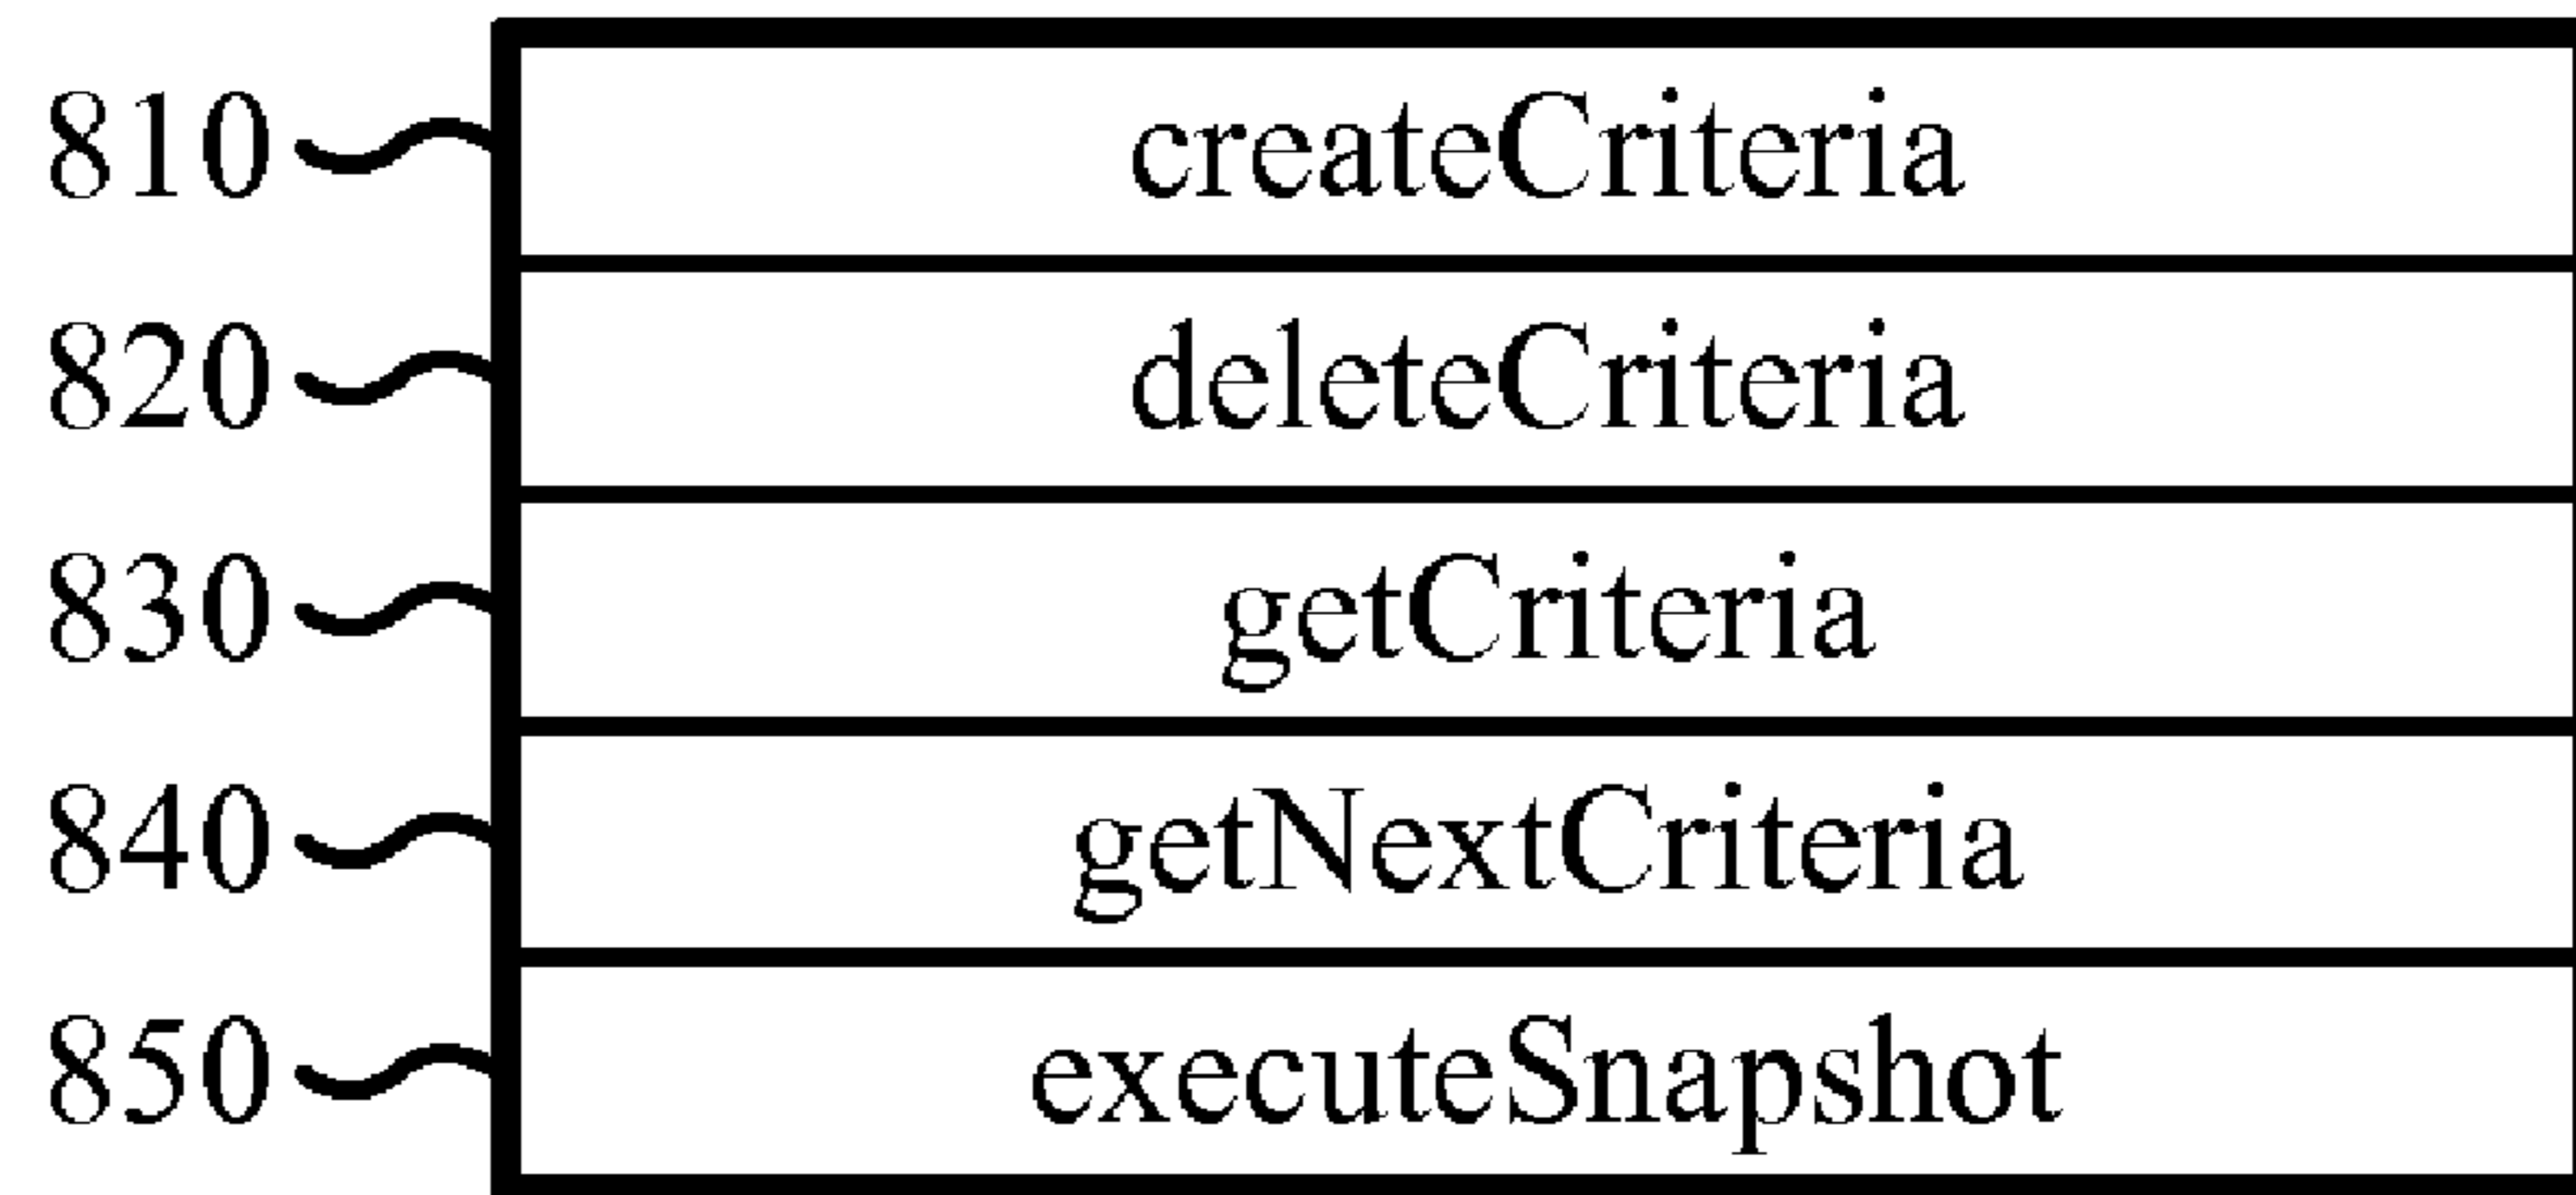 810 createCriteria
820 deleteCriteria
830 getCriteria
840 getNextCriteria
850 executeSnapshot